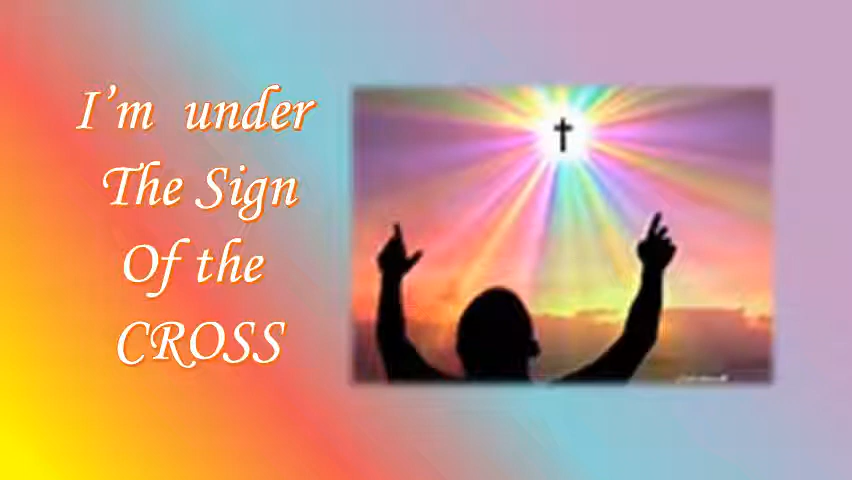 I'm under
The Sign
Of the
CROSS